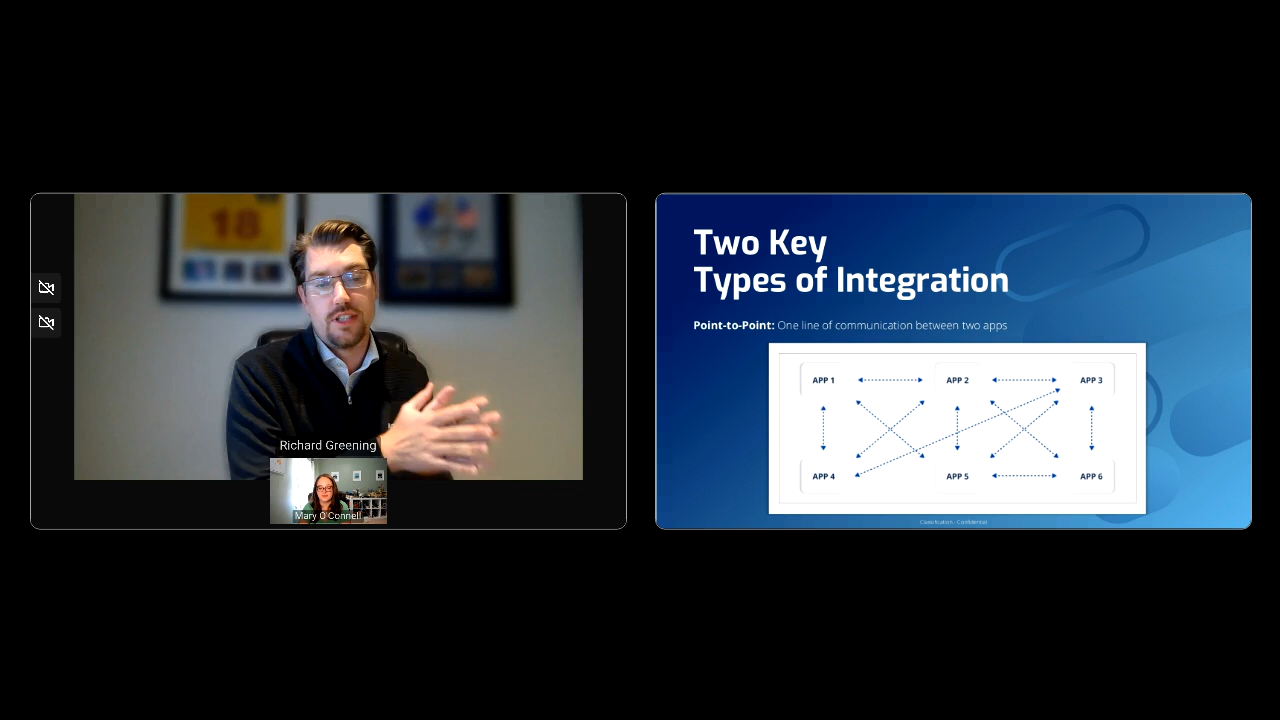 18
Richard Greening
Mary O'Connell
Two Key
Types of Integration
Point-to-Point: One line of communication between two apps
APP 1
APP 2
APP 3
APP 4
APP 5
APP 6
Classification - Confidential